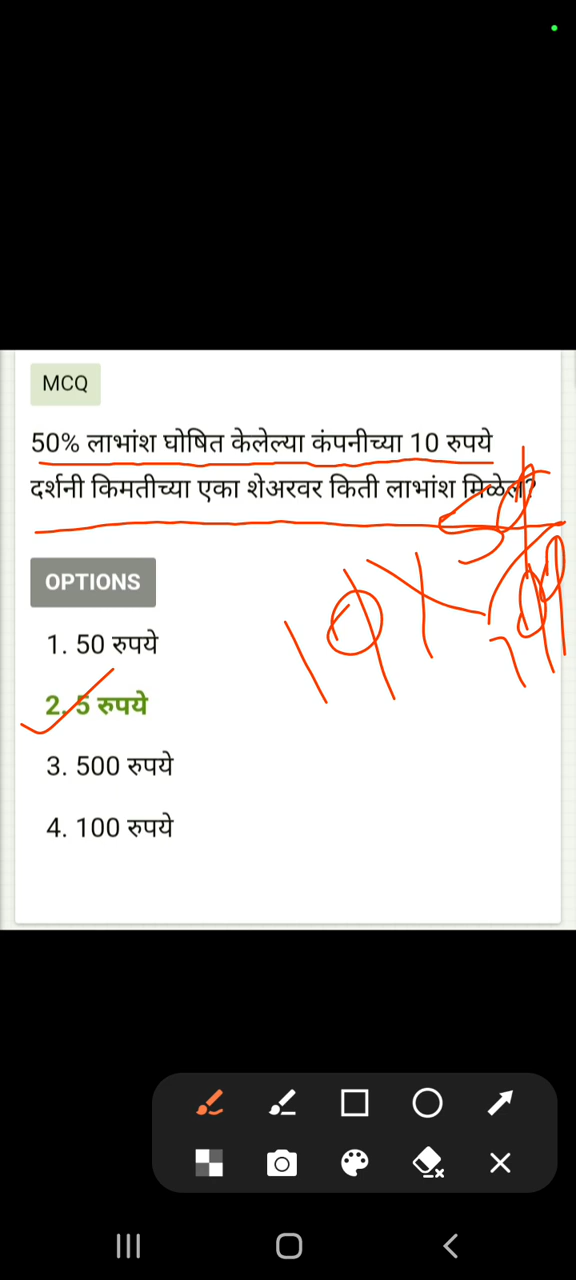 MCQ
50% लाभांश घोषित केलेल्या कंपनीच्या 10 रुपये
दर्शनी किमतीच्या एका शेअरवर किती लाभांश मिळेल?
OPTIONS
1. 50 रुपये
2. 5 रुपये
3. 500 रुपये
4. 100 रुपये